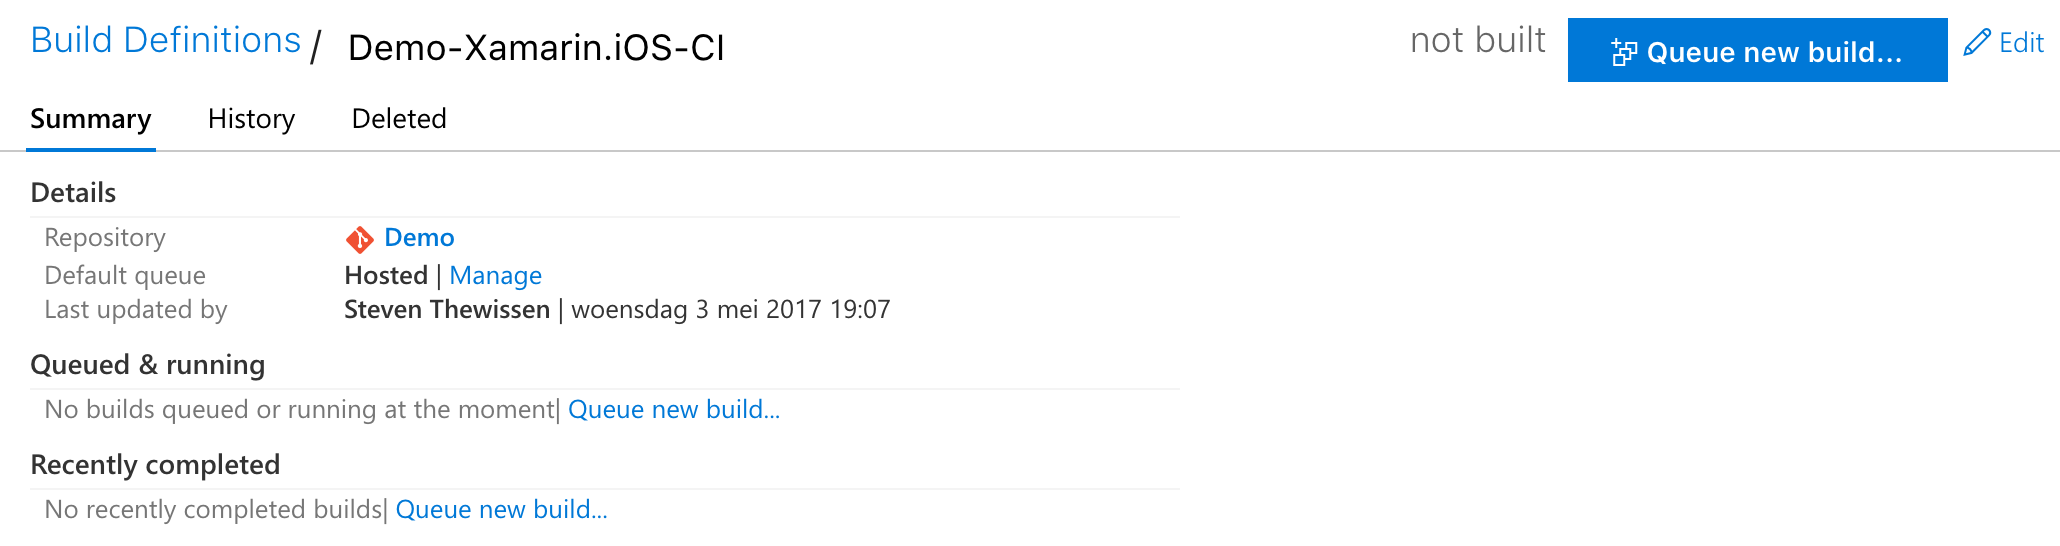 Build Definitions / Demo-Xamarin.iOS-CI not built Queue new build... Edit
Summary History Deleted
Details
Repository Demo
Default queue Hosted | Manage
Last updated by Steven Thewissen | woensdag 3 mei 2017 19:07
Queued & running
No builds queued or running at the moment| Queue new build...
Recently completed
No recently completed builds| Queue new build...